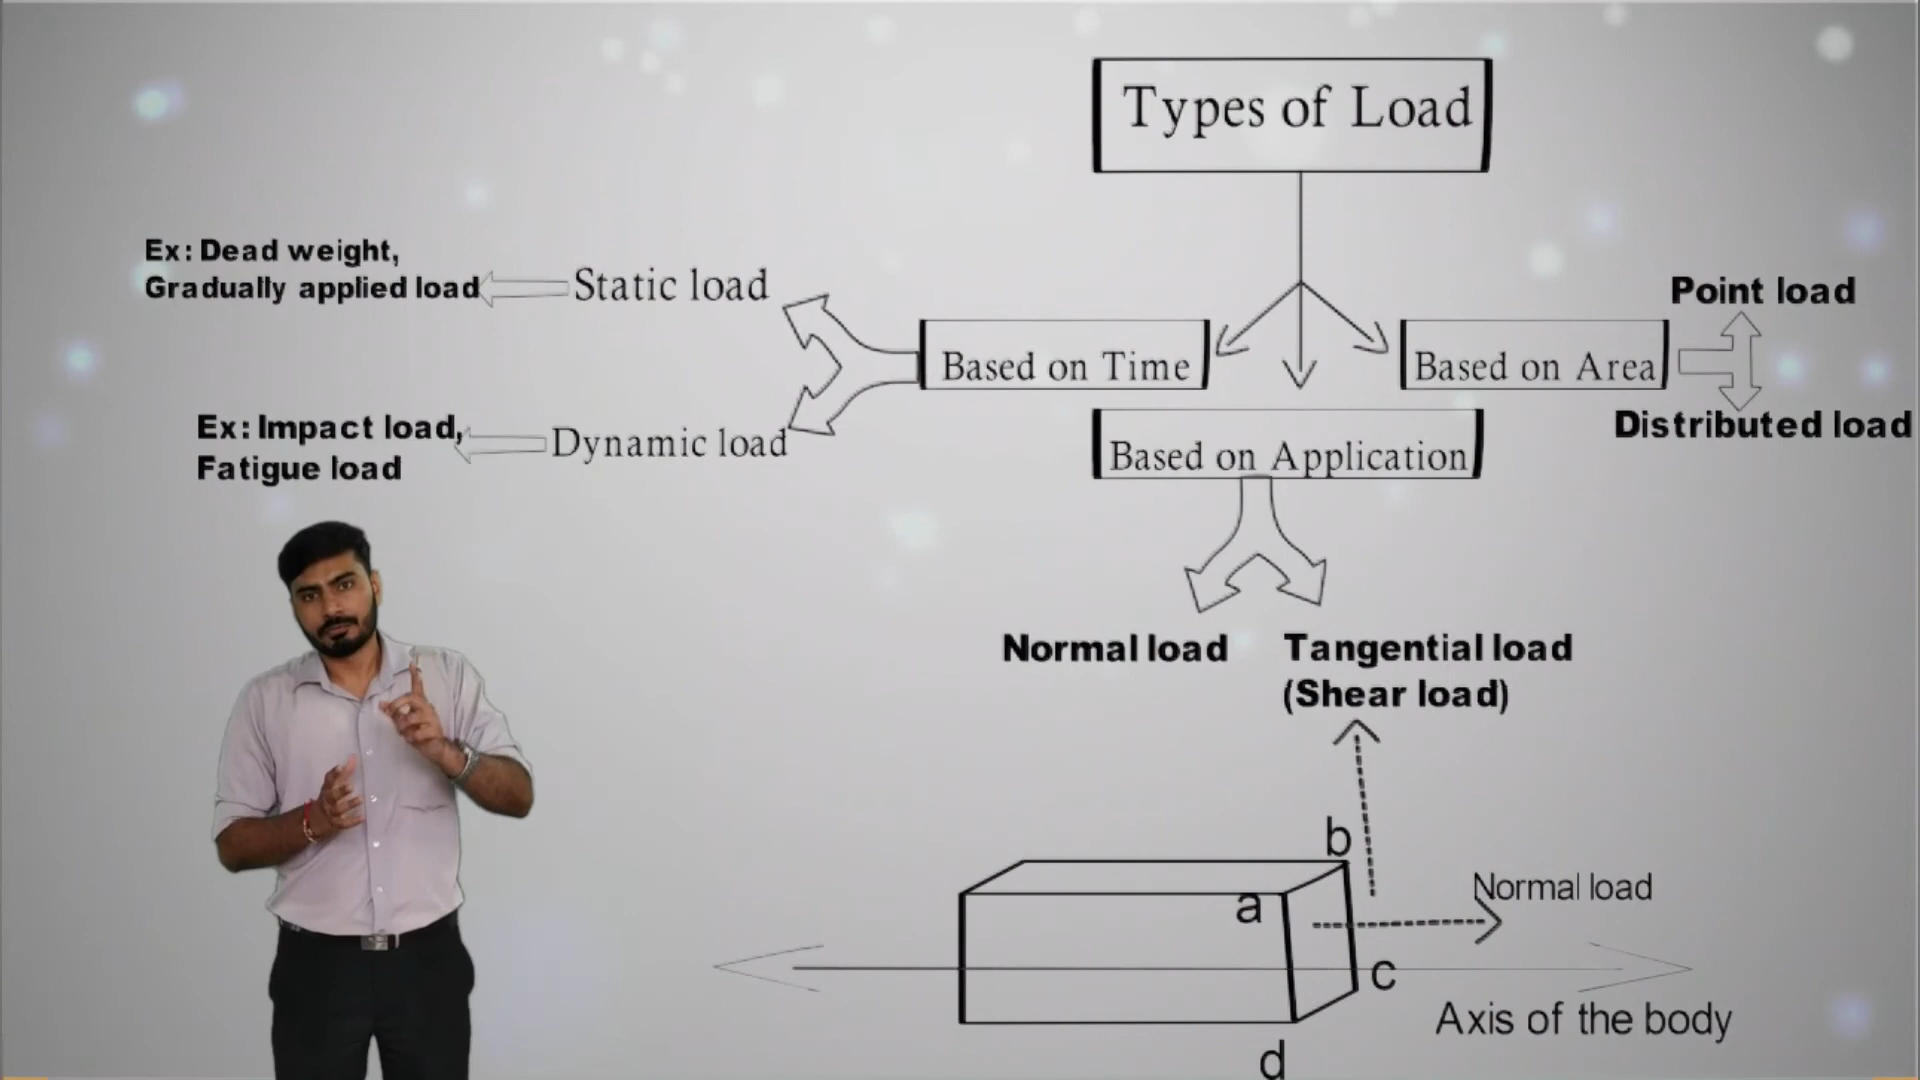 Types of Load
Ex: Dead weight,
Gradually applied load
Static load
Point load
Based on Time
Based on Area
Ex: Impact load,
Fatigue load
Dynamic load
Distributed load
Based on Application
Normal load
Tangential load
(Shear load)
b
a
Normal load
c
Axis of the body
d